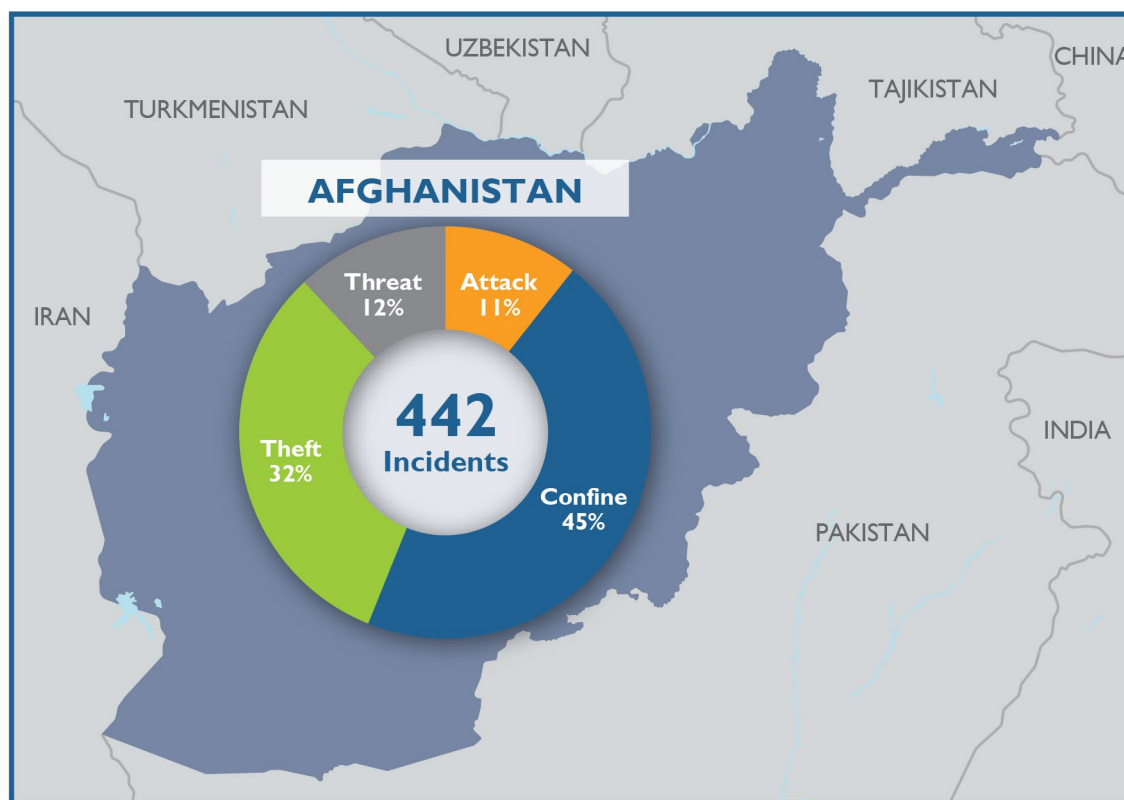 UZBEKISTAN
CHINA
TAJIKISTAN
TURKMENISTAN
AFGHANISTAN
Threat
12%
Attack
11%
IRAN
442
Incidents
Theft
32%
INDIA
Confine
45%
PAKISTAN